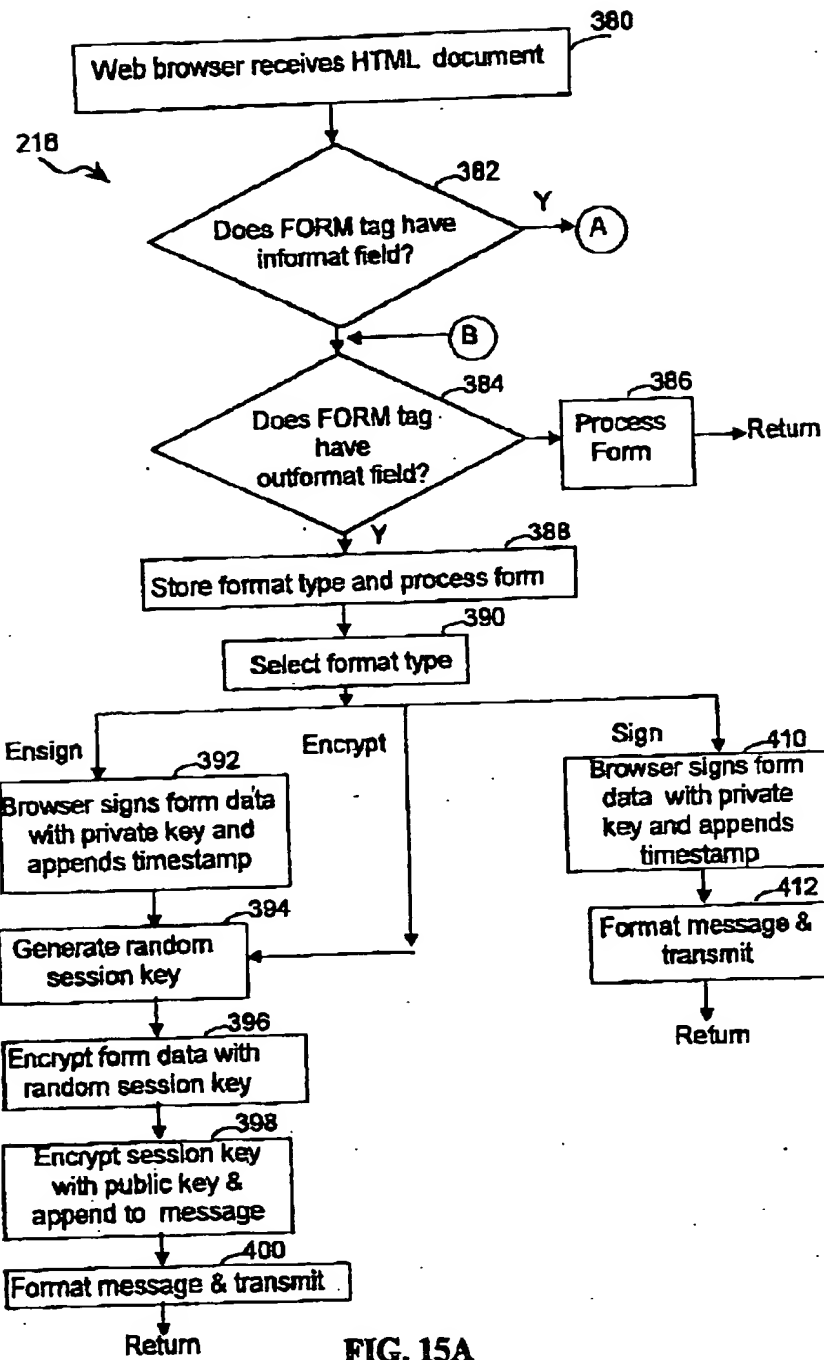 380
Web browser receives HTML document
218
382
Does FORM tag have
informat field?
Y
A
B
384
Does FORM tag
have
outformat field?
386
Process
Form
Return
Y
388
Store format type and process form
390
Select format type
Ensign
Encrypt
Sign
392
Browser signs form data
with private key and
appends timestamp
410
Browser signs form
data with private
key and appends
timestamp
394
Generate random
session key
412
Format message &
transmit
Return
396
Encrypt form data with
random session key
398
Encrypt session key
with public key &
append to message
400
Format message & transmit
Return
FIG. 15A